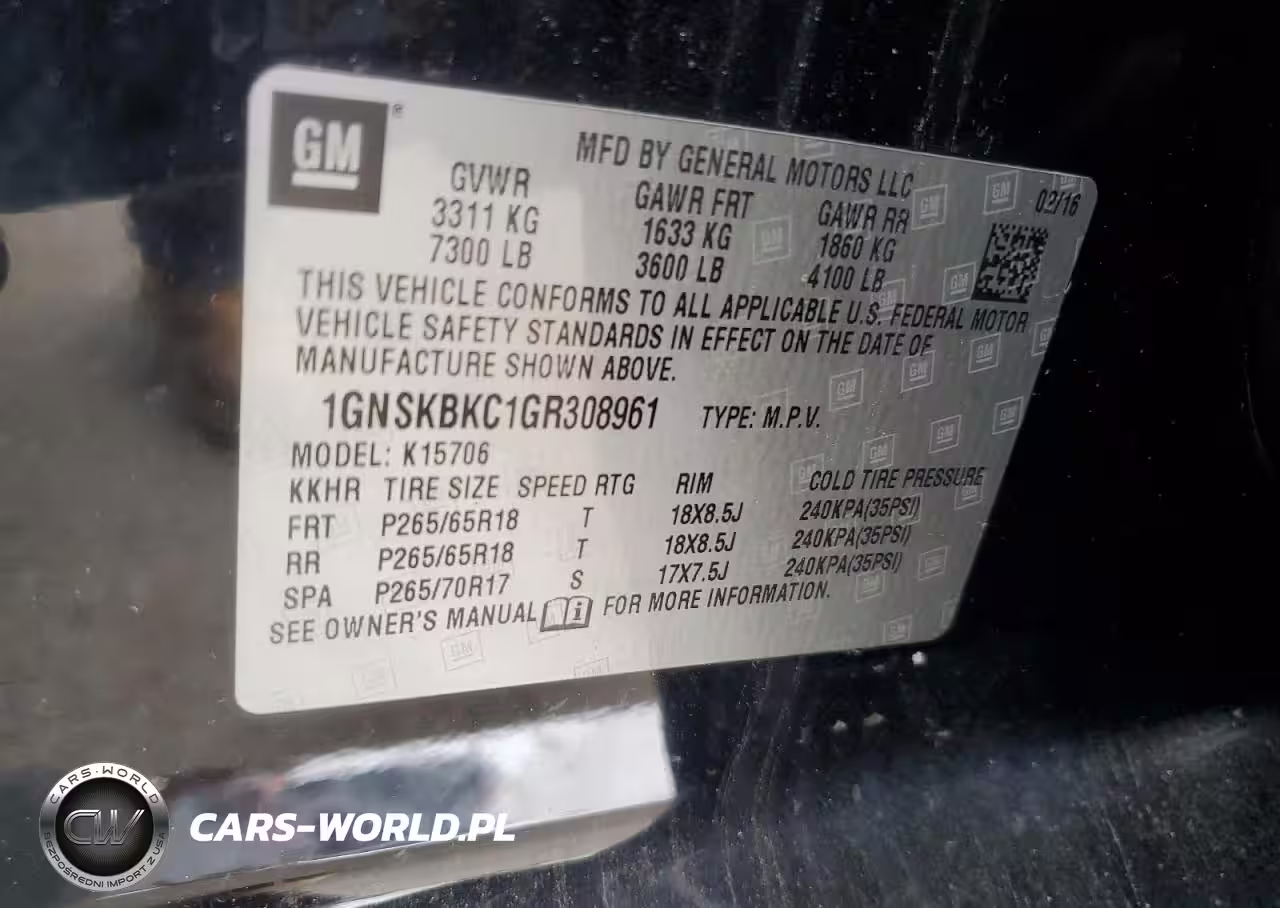 GM ®
MFD BY GENERAL MOTORS LLC
02/16
GVWR GAWR FRT GAWR RR
3311 KG 1633 KG 1860 KG
7300 LB 3600 LB 4100 LB
THIS VEHICLE CONFORMS TO ALL APPLICABLE U.S. FEDERAL MOTOR
VEHICLE SAFETY STANDARDS IN EFFECT ON THE DATE OF
MANUFACTURE SHOWN ABOVE.
1GNSKBKC1GR308961 TYPE: M.P.V.
MODEL: K15706
KKHR TIRE SIZE SPEED RTG RIM COLD TIRE PRESSURE
FRT P265/65R18 T 18X8.5J 240KPA(35PSI)
RR P265/65R18 T 18X8.5J 240KPA(35PSI)
SPA P265/70R17 S 17X7.5J 240KPA(35PSI)
SEE OWNER'S MANUAL i FOR MORE INFORMATION.
CARS-WORLD
CW
BEZPOŚREDNI IMPORT Z USA
CARS-WORLD.PL